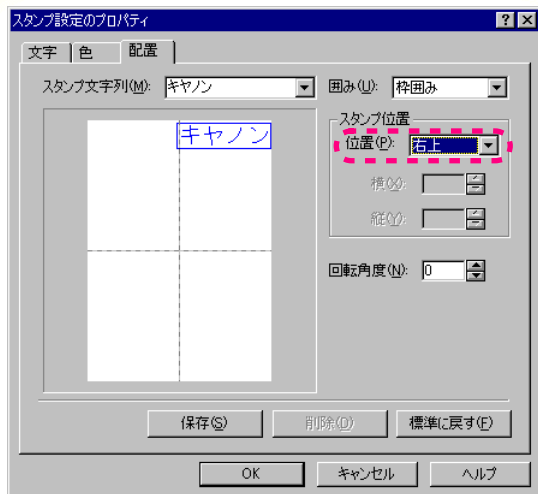 スタンプ設定のプロパティ
文字 色 配置
スタンプ文字列(M): キヤノン 囲み(U): 枠囲み
キヤノン
スタンプ位置
位置(P): 右上
横(X):
縦(Y):
回転角度(N): 0
保存(S) 削除(D) 標準に戻す(F)
OK キャンセル ヘルプ